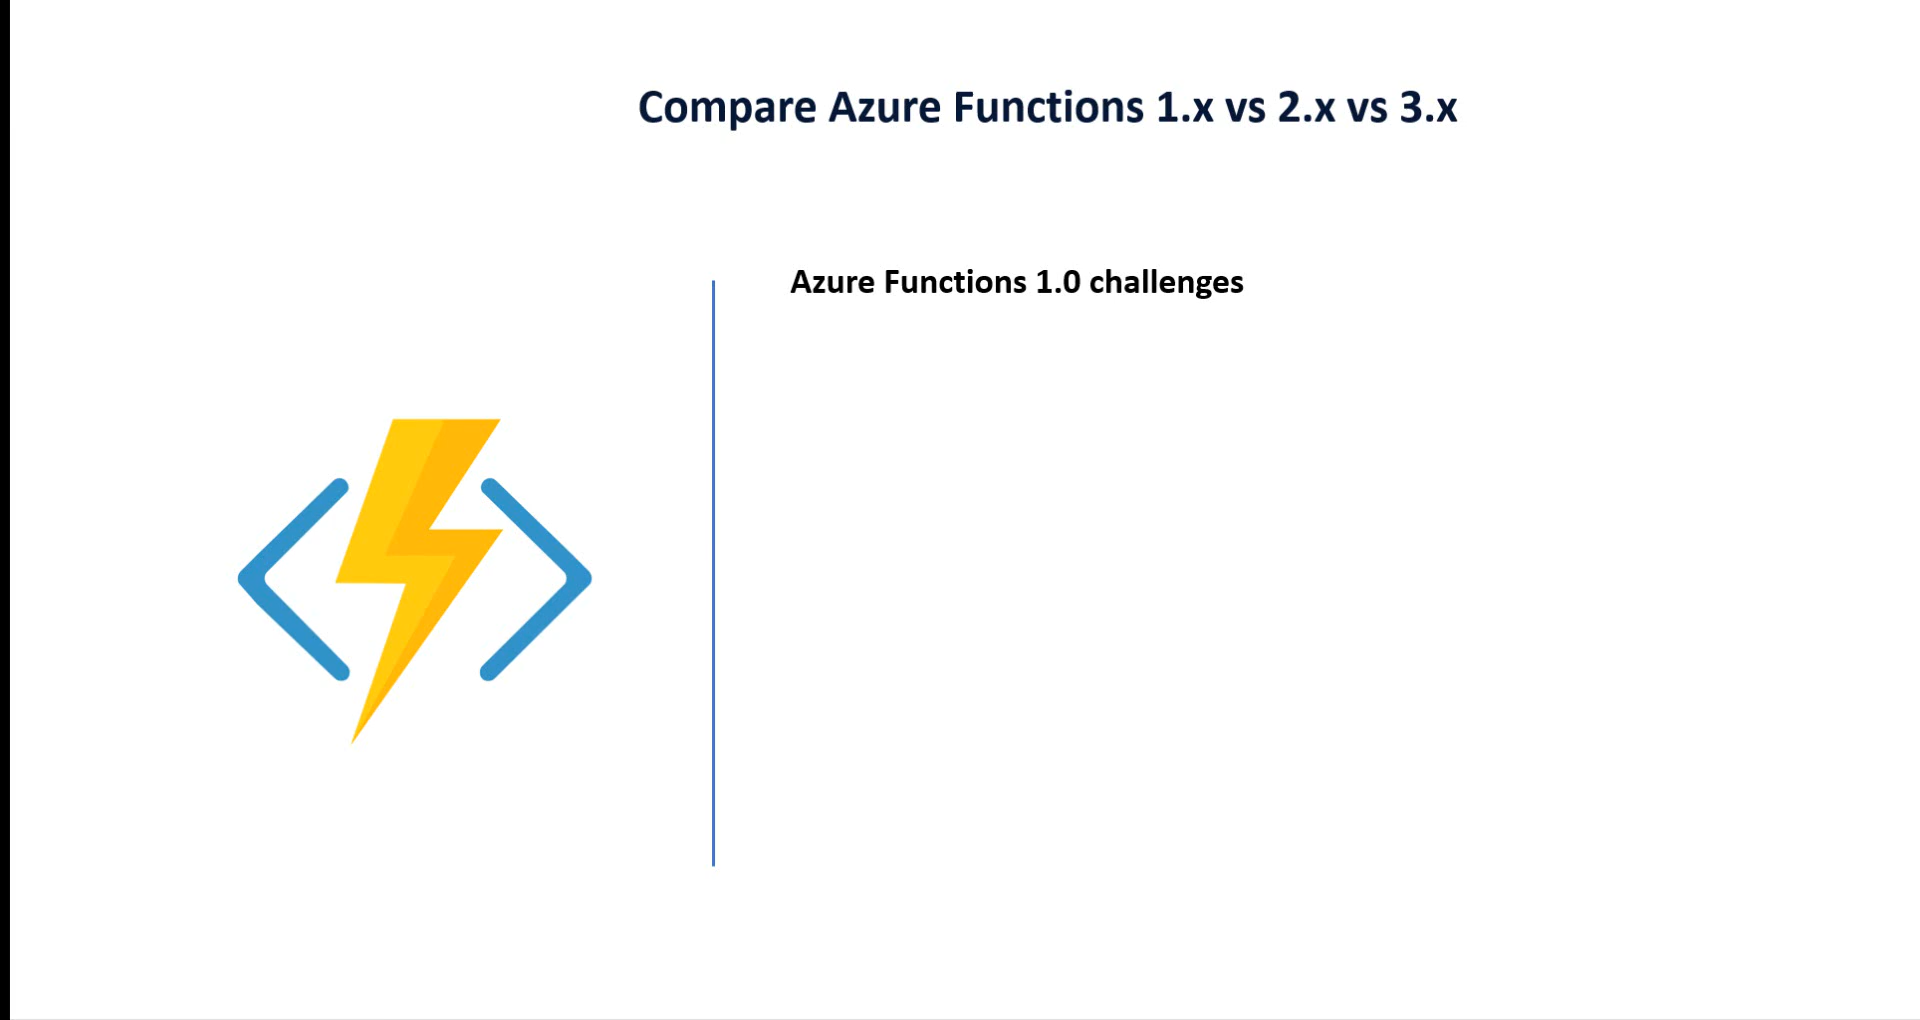 Compare Azure Functions 1.x vs 2.x vs 3.x
Azure Functions 1.0 challenges